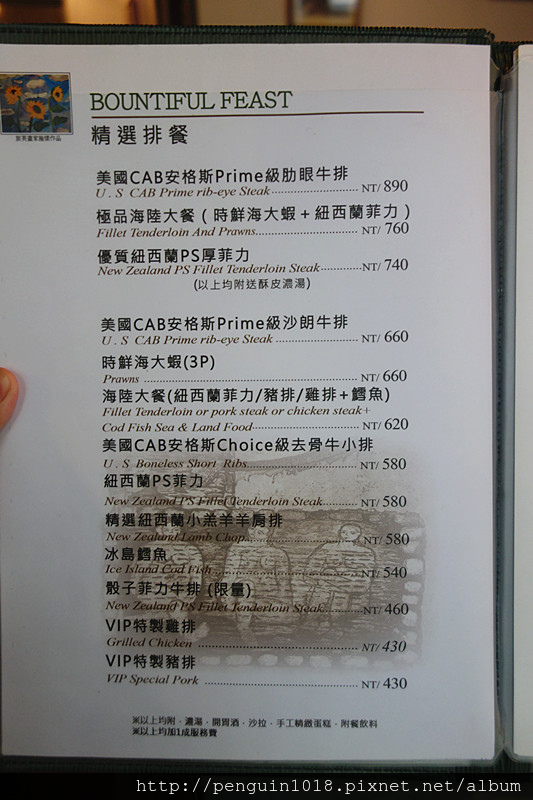 BOUNTIFUL FEAST
精選排餐
美國CAB安格斯Prime級肋眼牛排
U.S CAB Prime rib-eye Steak NT/ 890
極品海陸大餐(時鮮海大蝦+紐西蘭菲力)
Fillet Tenderloin And Prawns NT/ 760
優質紐西蘭PS厚菲力
New Zealand PS Fillet Tenderloin Steak NT/ 740
(以上均附送酥皮濃湯)
美國CAB安格斯Prime級沙朗牛排
U.S CAB Prime rib-eye Steak NT/ 660
時鮮海大蝦(3P)
Prawns NT/ 660
海陸大餐(紐西蘭菲力/豬排/雞排+鱈魚)
Fillet Tenderloin or pork steak or chicken steak+
Cod Fish Sea & Land Food NT/ 620
美國CAB安格斯Choice級去骨牛小排
U.S Boneless Short Ribs NT/ 580
紐西蘭PS菲力
New Zealand PS Fillet Tenderloin Steak NT/ 580
精選紐西蘭小羔羊羊肩排
New Zealand Lamb Chop NT/ 580
冰島鱈魚
Ice Island Cod Fish NT/ 540
骰子菲力牛排 (限量)
New Zealand PS Fillet Tenderloin Steak NT/ 460
VIP特製雞排
Grilled Chicken NT/ 430
VIP特製豬排
VIP Special Pork NT/ 430
※以上均附‧濃湯‧開胃酒‧沙拉‧手工精緻蛋糕‧附餐飲料
※以上均加1成服務費
http://penguin1018.pixnet.net/album